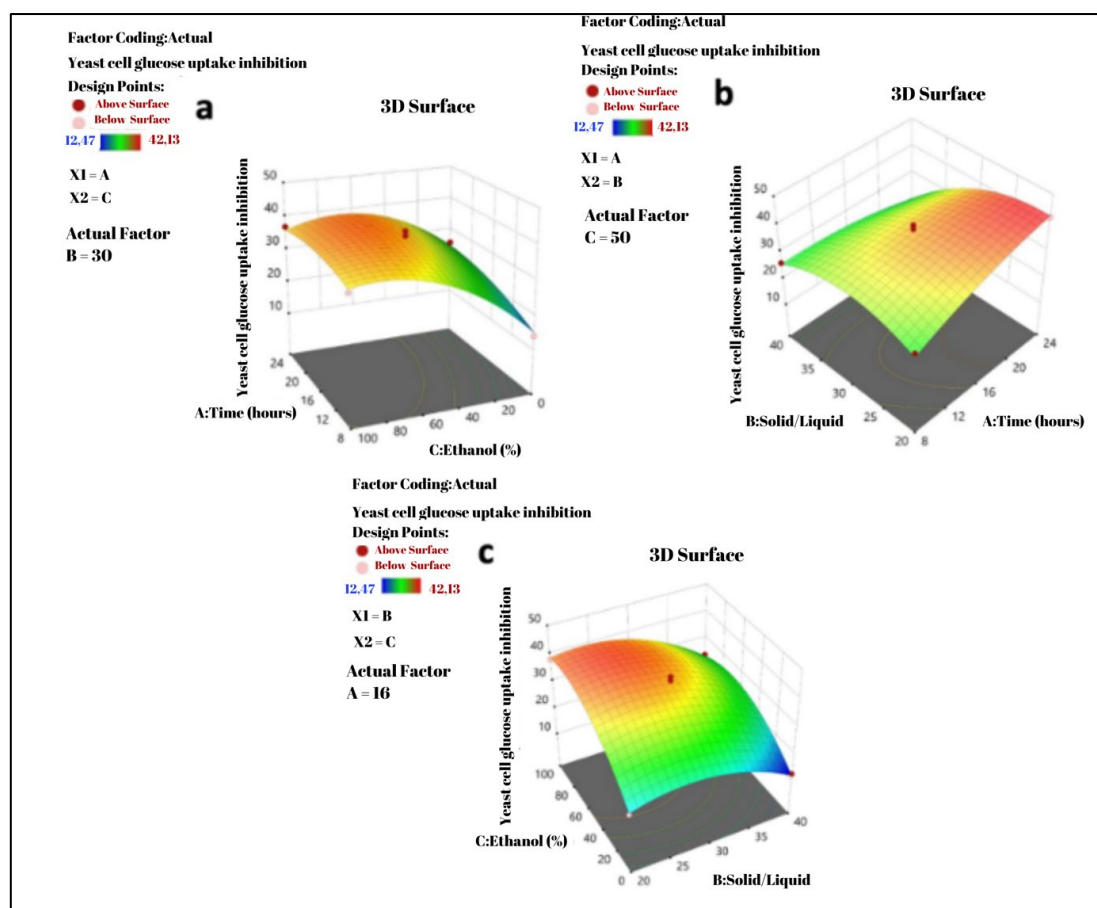 Factor Coding:Actual
Yeast cell glucose uptake inhibition
Design Points:
Above Surface
Below Surface
12,47 42,13
X1 = A
X2 = C
Actual Factor
B = 30
a
3D Surface
Yeast cell glucose uptake inhibition
50
40
30
20
10
24
20
16
12
8
A:Time (hours)
100 80 60 40 20 0
C:Ethanol (%)
Factor Coding:Actual
Yeast cell glucose uptake inhibition
Design Points:
Above Surface
Below Surface
12,47 42,13
X1 = A
X2 = B
Actual Factor
C = 50
b
3D Surface
Yeast cell glucose uptake inhibition
50
40
30
20
10
40
35
30
25
20
B:Solid/Liquid
8 12 16 20 24
A:Time (hours)
Factor Coding:Actual
Yeast cell glucose uptake inhibition
Design Points:
Above Surface
Below Surface
12,47 42,13
X1 = B
X2 = C
Actual Factor
A = 16
c
3D Surface
Yeast cell glucose uptake inhibition
50
40
30
20
10
100
80
60
40
20
0
C:Ethanol (%)
20 25 30 35 40
B:Solid/Liquid